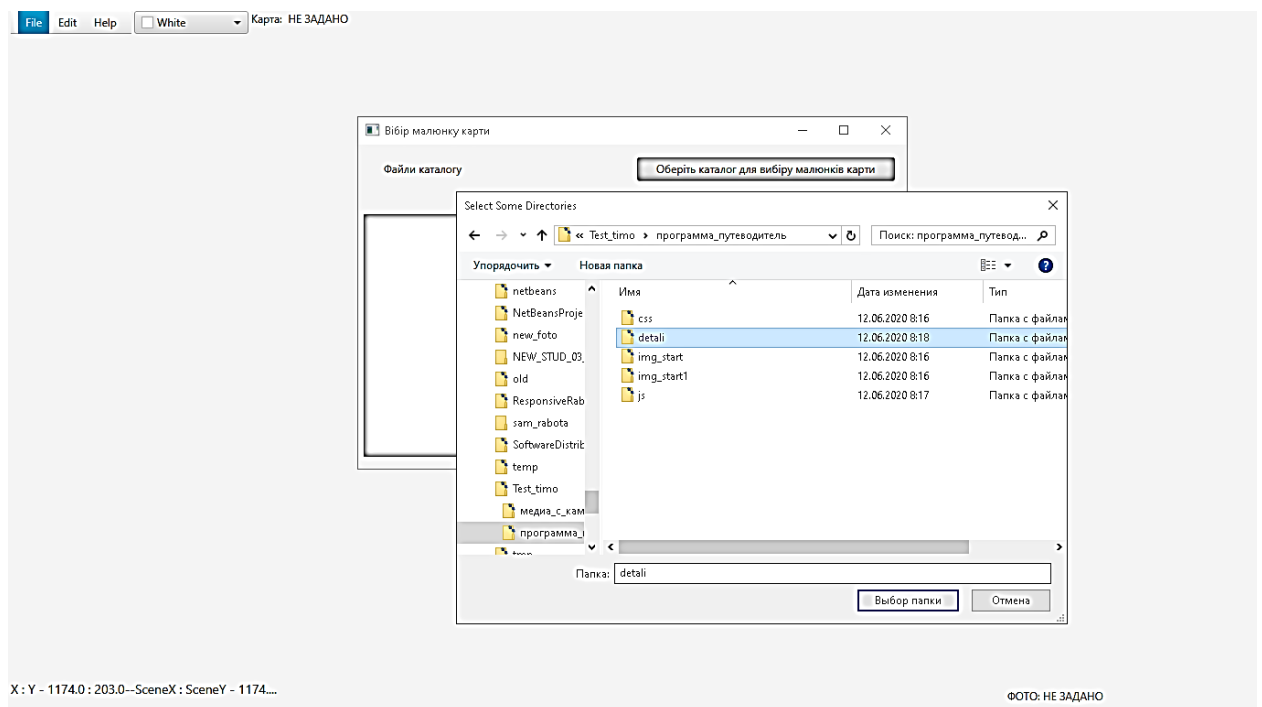 File Edit Help White Карта: НЕ ЗАДАНО
Вібір малюнку карти
Файли каталогу Оберіть каталог для вибіру малюнків карти
Select Some Directories
« Test_timo › программа_путеводитель Поиск: программа_путевод...
Упорядочить Новая папка
netbeans Имя Дата изменения Тип
NetBeansProje css 12.06.2020 8:16 Папка с файлам
new_foto detali 12.06.2020 8:18 Папка с файлам
NEW_STUD_03_ img_start 12.06.2020 8:16 Папка с файлам
old img_start1 12.06.2020 8:16 Папка с файлам
ResponsiveRab js 12.06.2020 8:17 Папка с файлам
sam_rabota
SoftwareDistrib
temp
Test_timo
медиа_с_кам
программа_п
tmp
Папка: detali
Выбор папки Отмена
X : Y - 1174.0 : 203.0--SceneX : SceneY - 1174....
ФОТО: НЕ ЗАДАНО